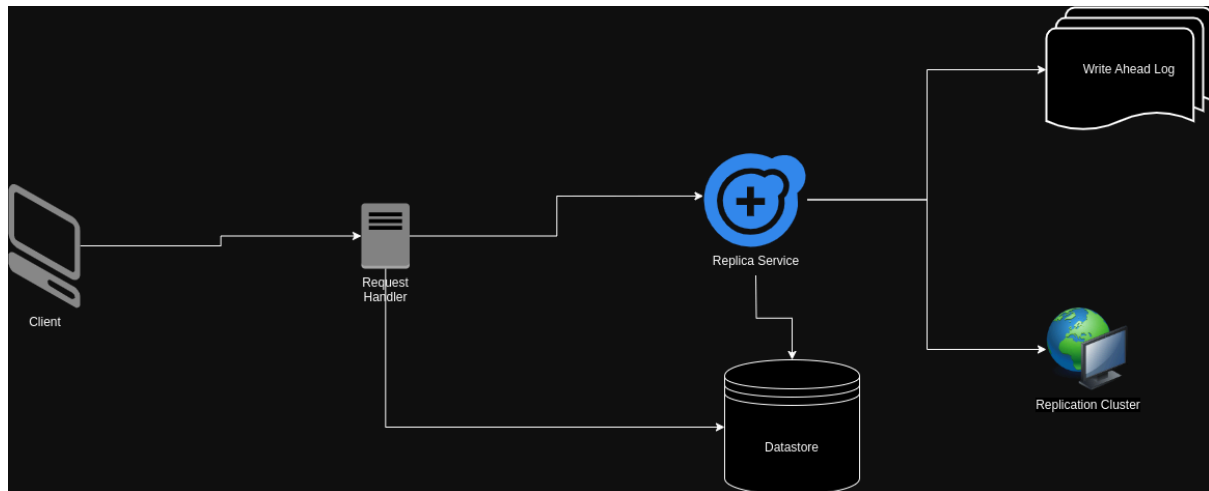 Write Ahead Log
Replica Service
Request
Handler
Client
Replication Cluster
Datastore